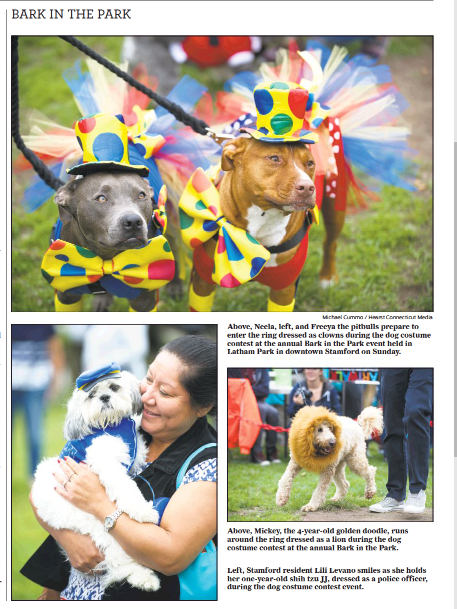 BARK IN THE PARK
Michael Cummo / Hearst Connecticut Media
Above, Neela, left, and Freeya the pitbulls prepare to
enter the ring dressed as clowns during the dog costume
contest at the annual Bark in the Park event held in
Latham Park in downtown Stamford on Sunday.
Above, Mickey, the 4-year-old golden doodle, runs
around the ring dressed as a lion during the dog
costume contest at the annual Bark in the Park.
Left, Stamford resident Lili Levano smiles as she holds
her one-year-old shih tzu JJ, dressed as a police officer,
during the dog costume contest event.